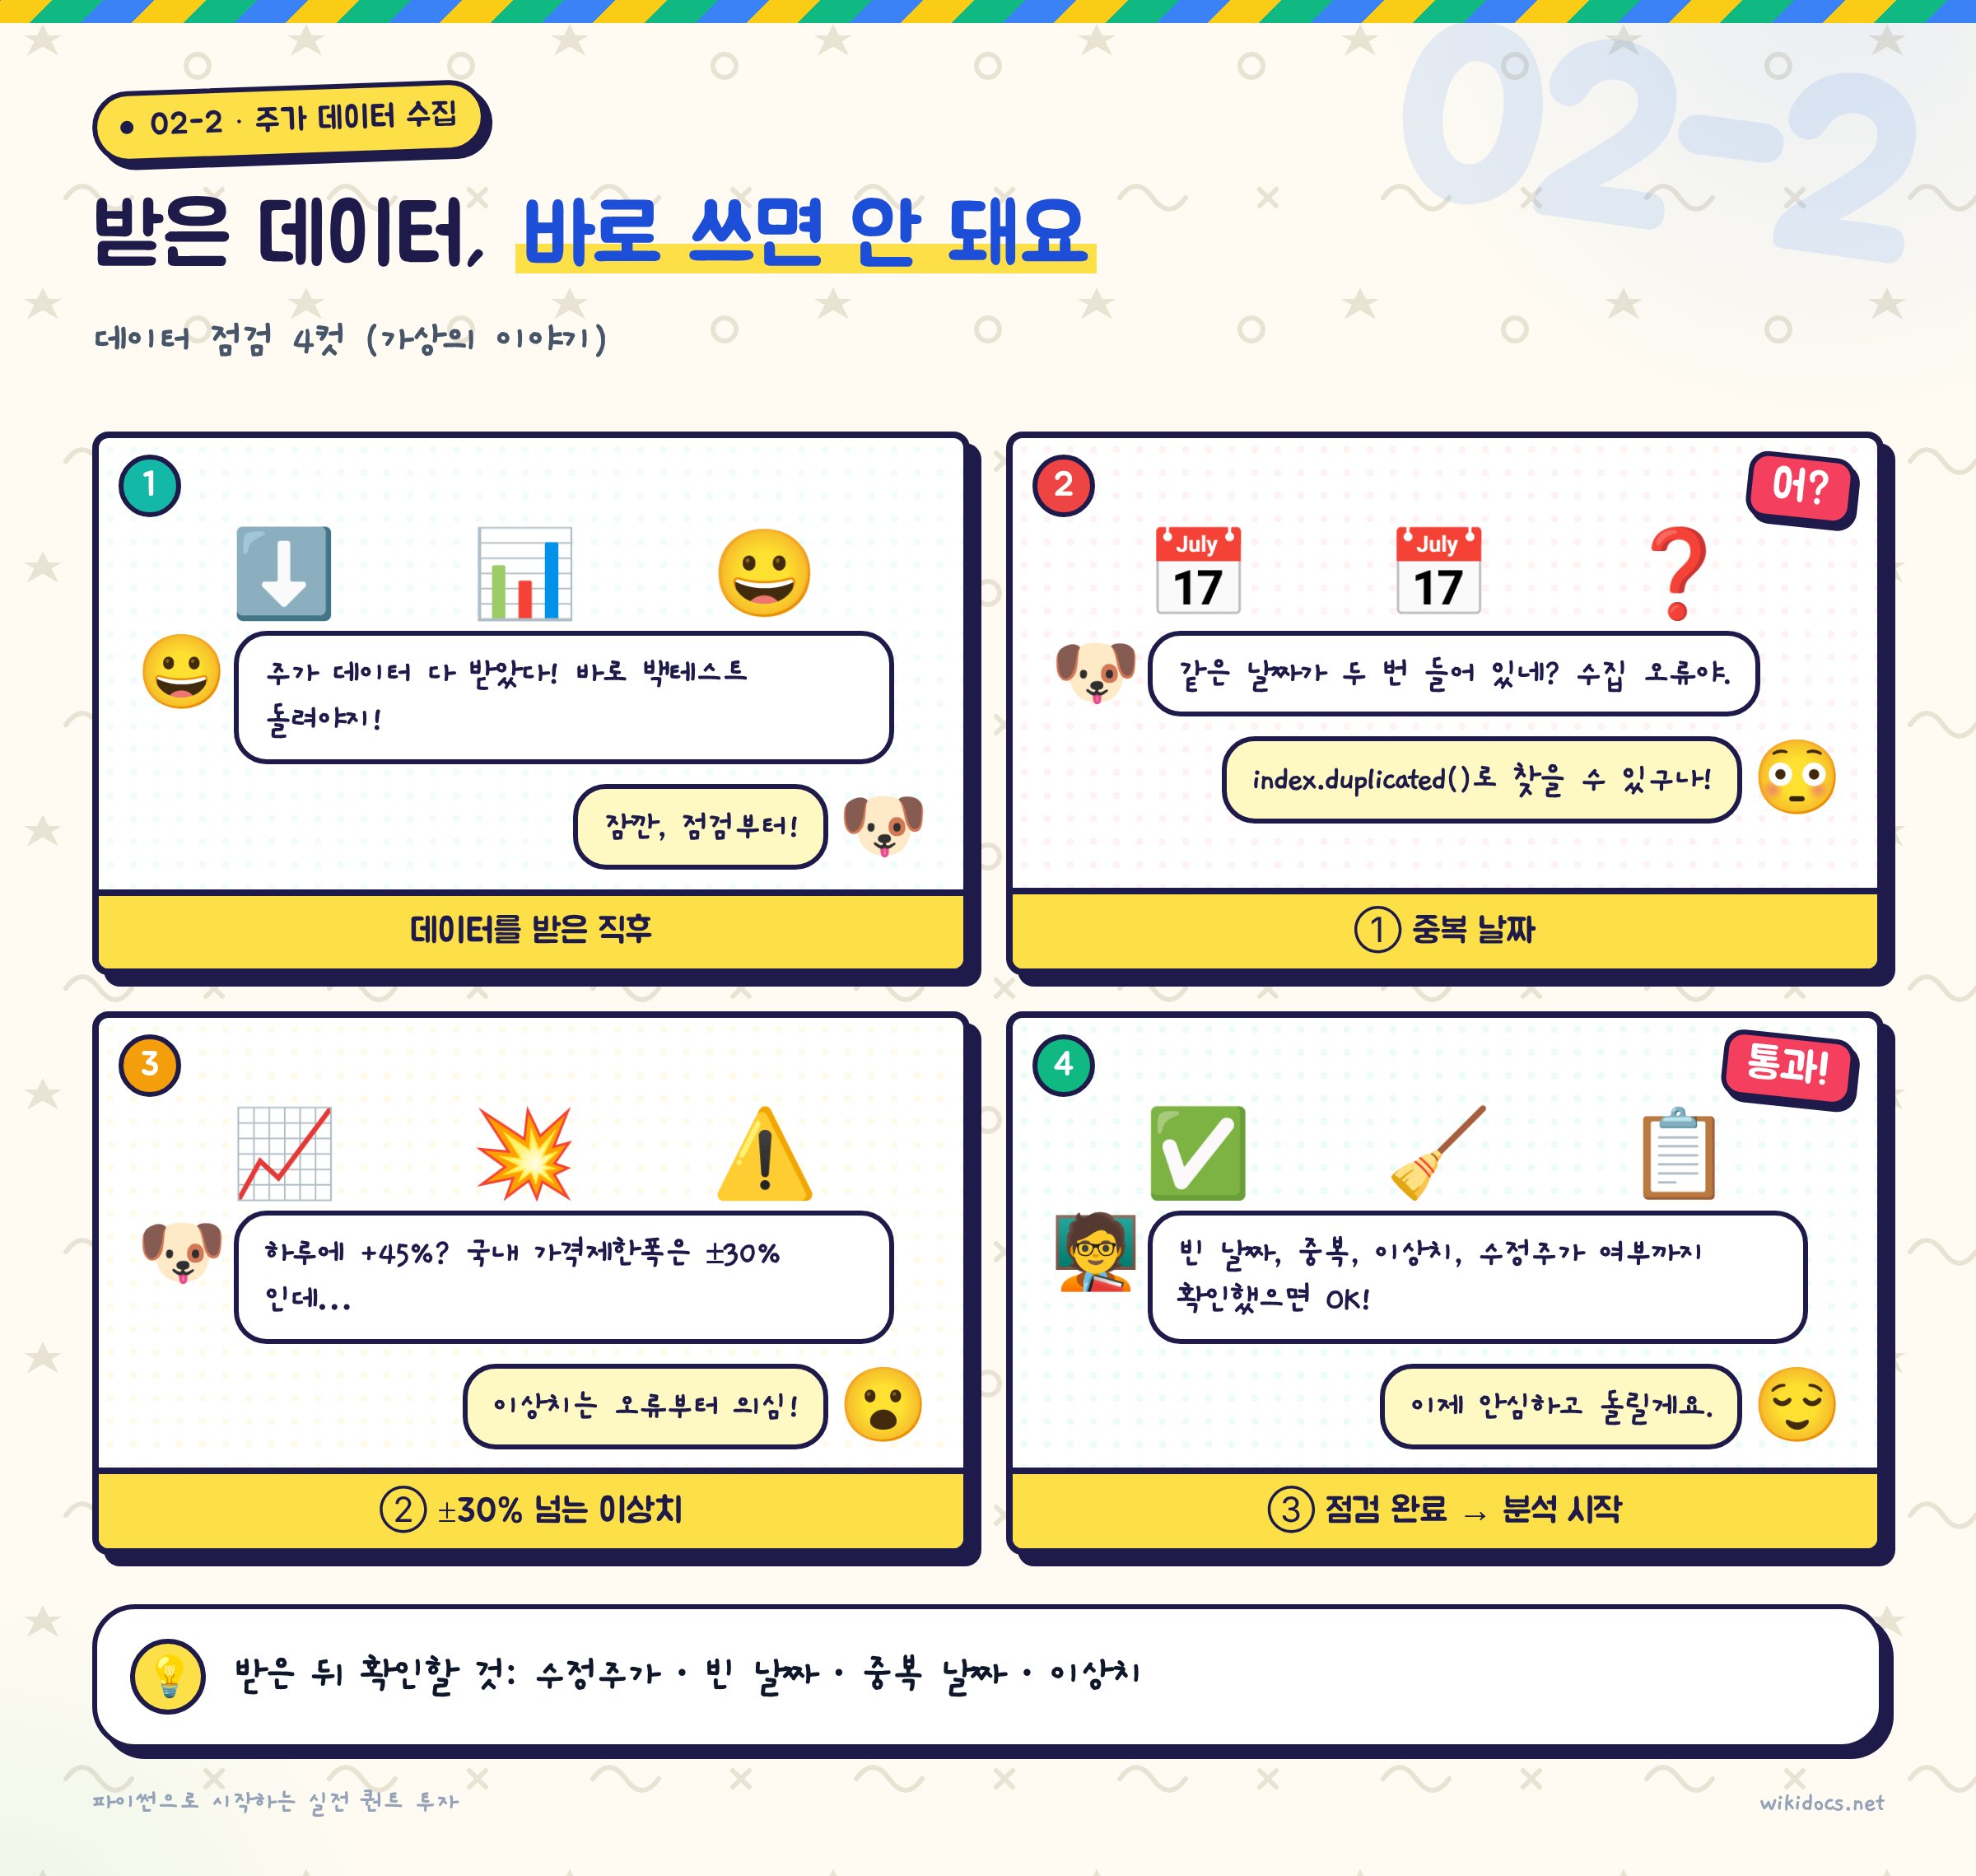 02-2
02-2 · 주가 데이터 수집
받은 데이터, 바로 쓰면 안 돼요
데이터 점검 4컷 (가상의 이야기)
1
주가 데이터 다 받았다! 바로 백테스트
돌려야지!
잠깐, 점검부터!
데이터를 받은 직후
2
어?
July
17
July
17
같은 날짜가 두 번 들어 있네? 수집 오류야.
index.duplicated()로 찾을 수 있구나!
① 중복 날짜
3
하루에 +45%? 국내 가격제한폭은 ±30%
인데...
이상치는 오류부터 의심!
② ±30% 넘는 이상치
4
통과!
빈 날짜, 중복, 이상치, 수정주가 여부까지
확인했으면 OK!
이제 안심하고 돌릴게요.
③ 점검 완료 → 분석 시작
받은 뒤 확인할 것: 수정주가 · 빈 날짜 · 중복 날짜 · 이상치
파이썬으로 시작하는 실전 퀀트 투자
wikidocs.net